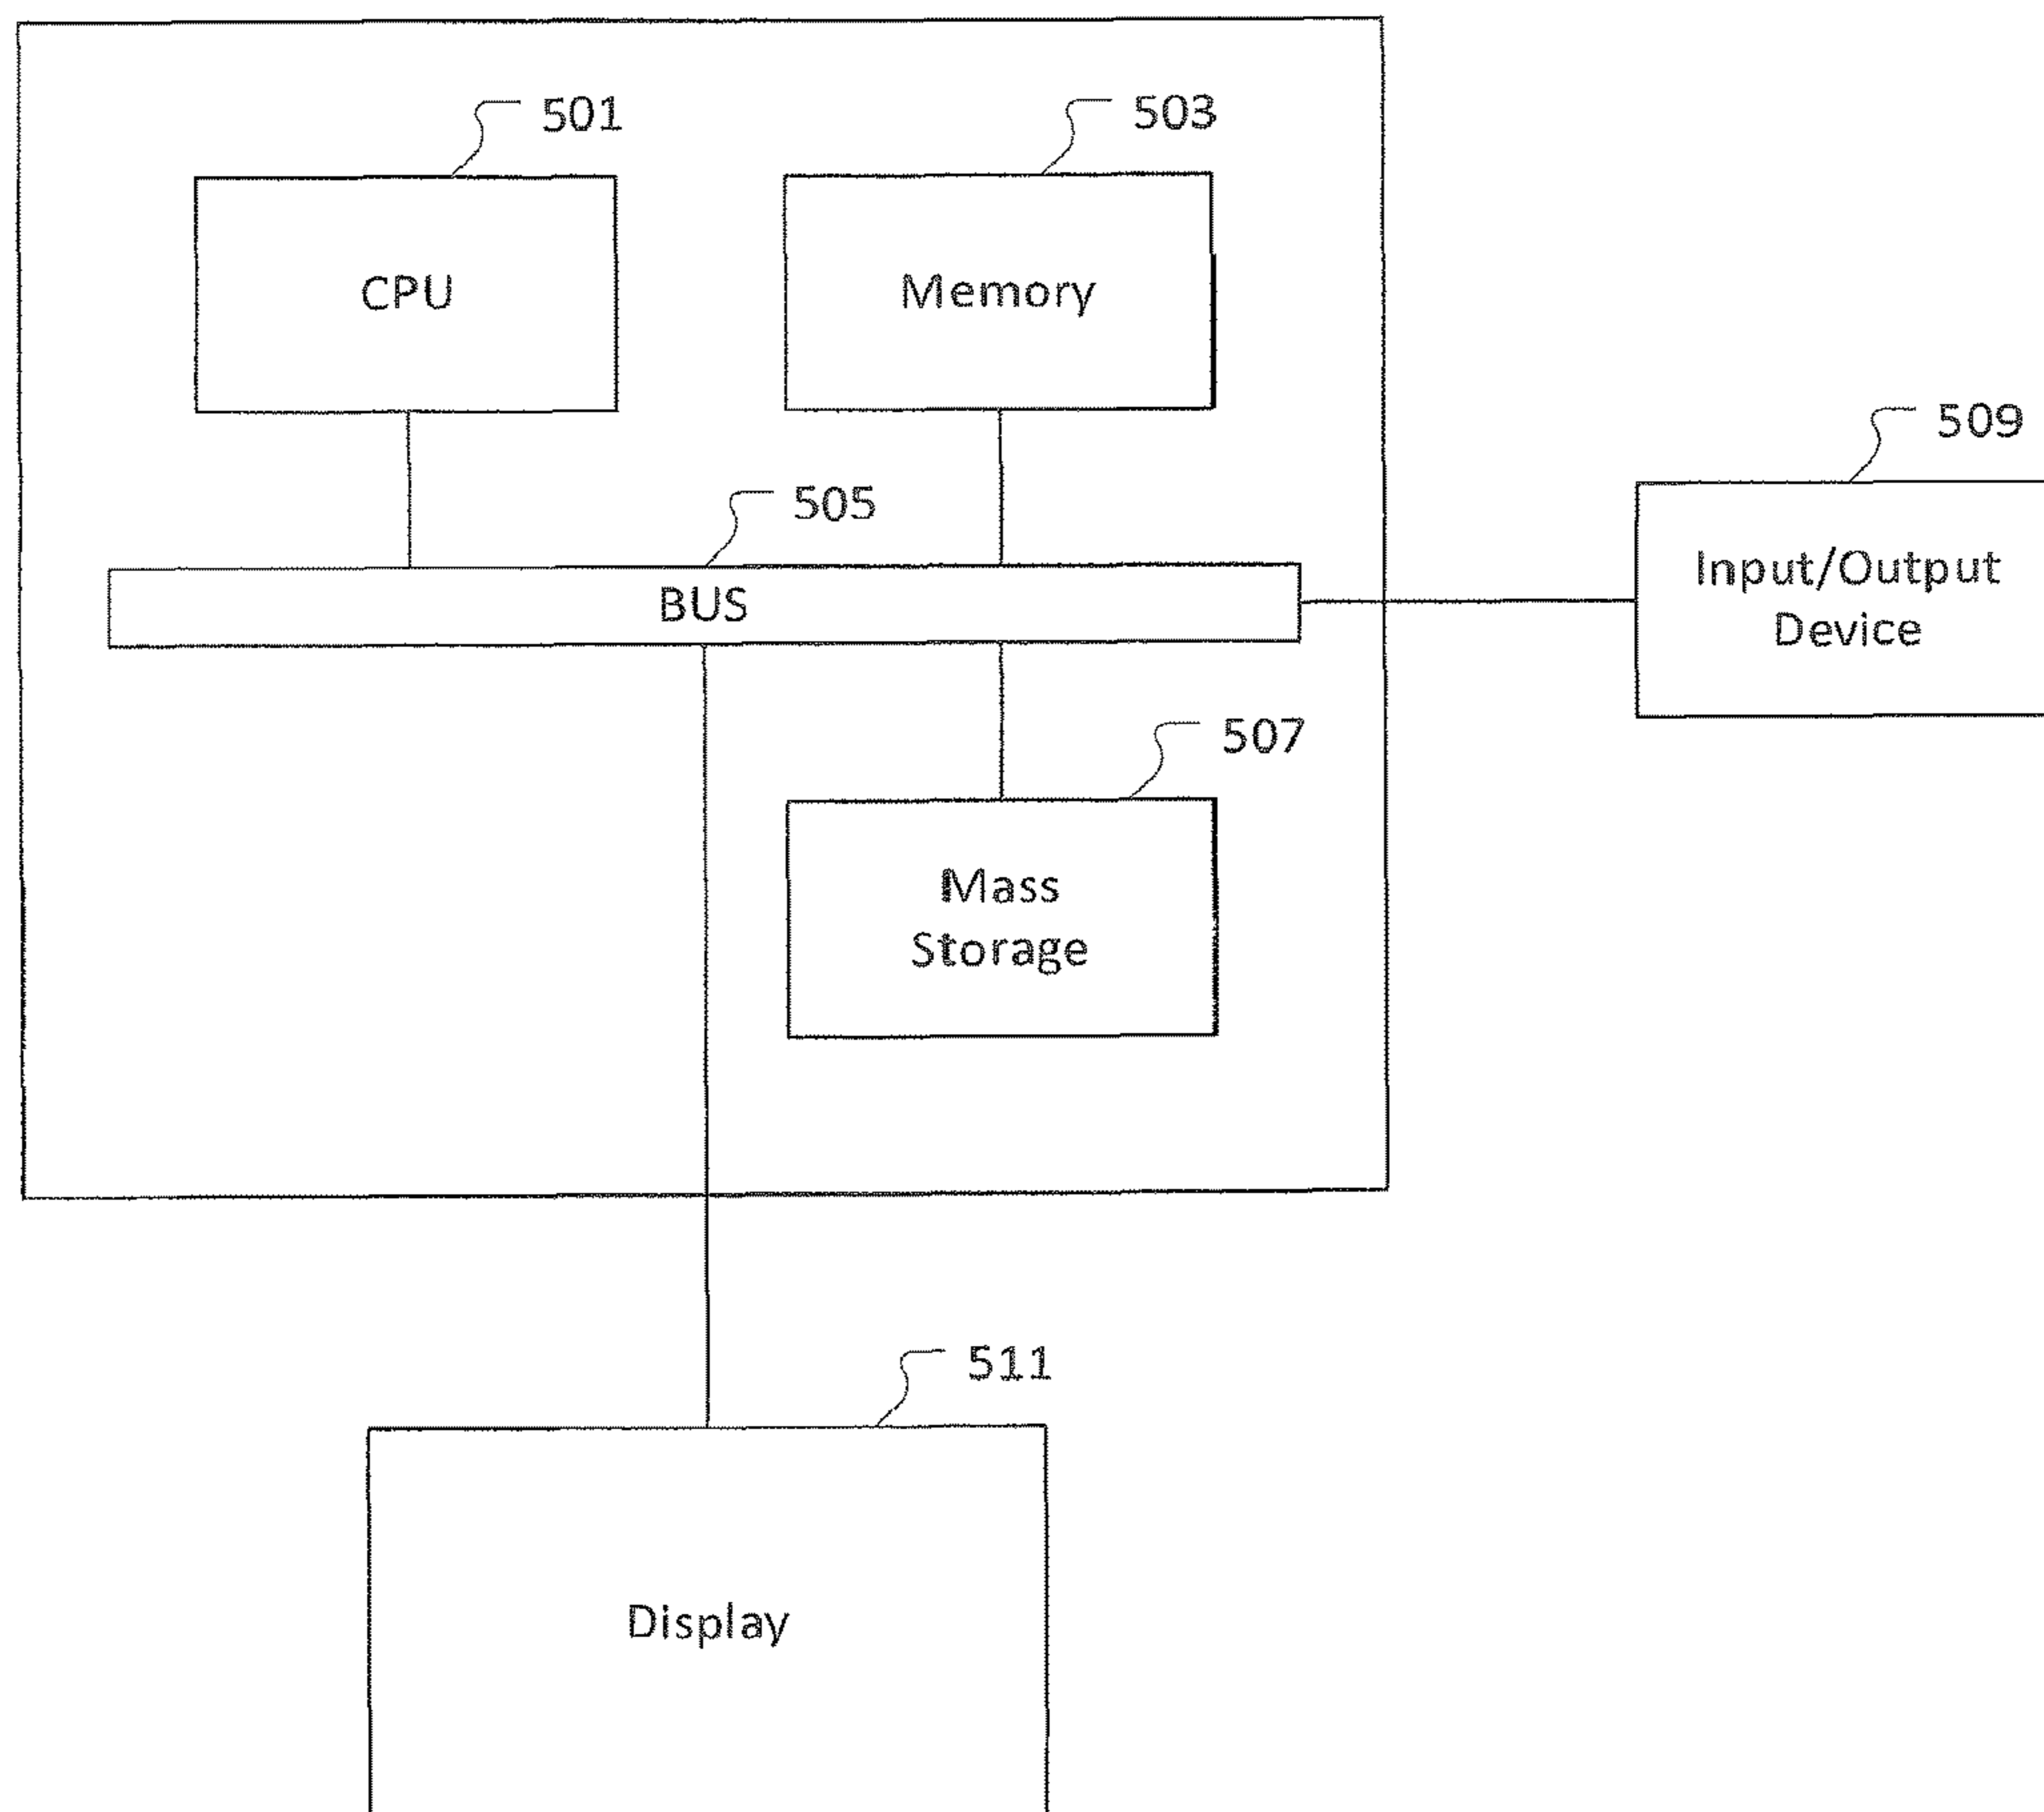 501
503
CPU
Memory
509
505
Input/Output
Device
BUS
507
Mass
Storage
511
Display